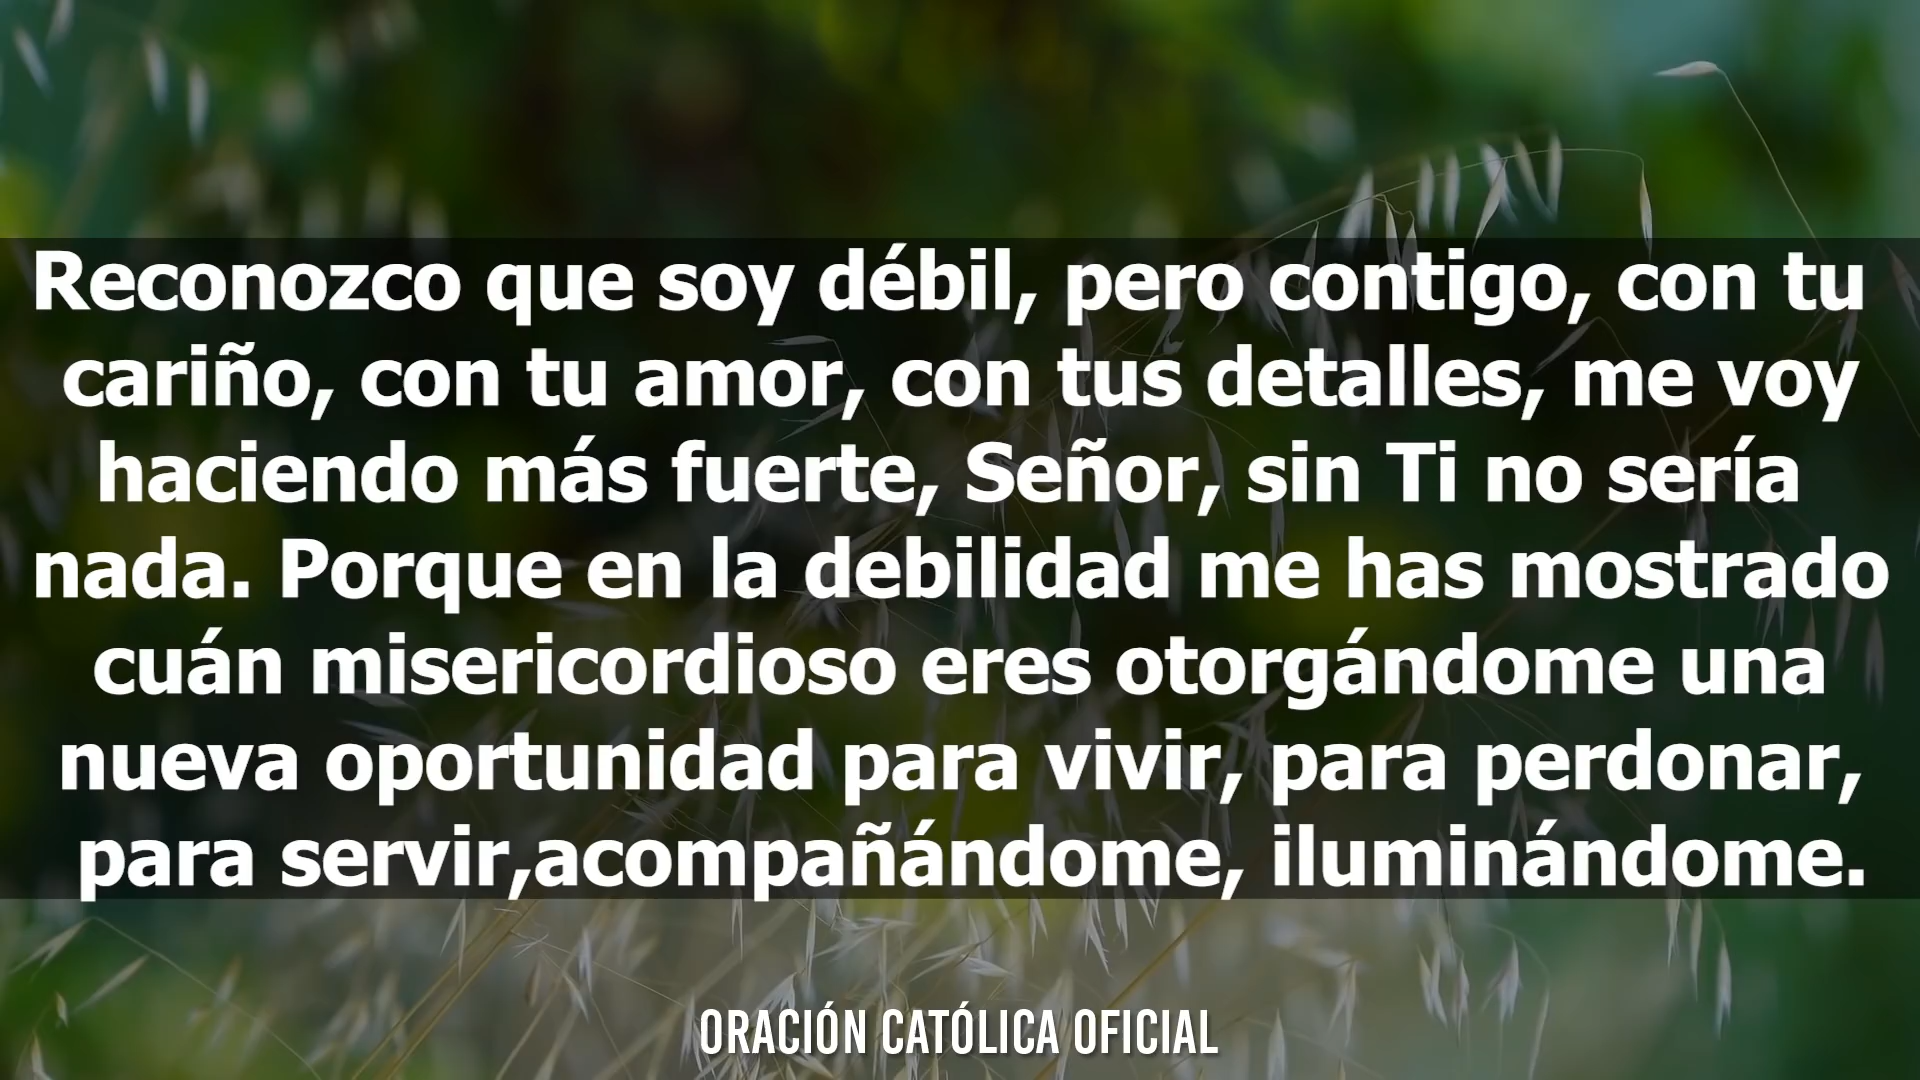 Reconozco que soy débil, pero contigo, con tu
cariño, con tu amor, con tus detalles, me voy
haciendo más fuerte, Señor, sin Ti no sería
nada. Porque en la debilidad me has mostrado
cuán misericordioso eres otorgándome una
nueva oportunidad para vivir, para perdonar,
para servir,acompañándome, iluminándome.
ORACIÓN CATÓLICA OFICIAL